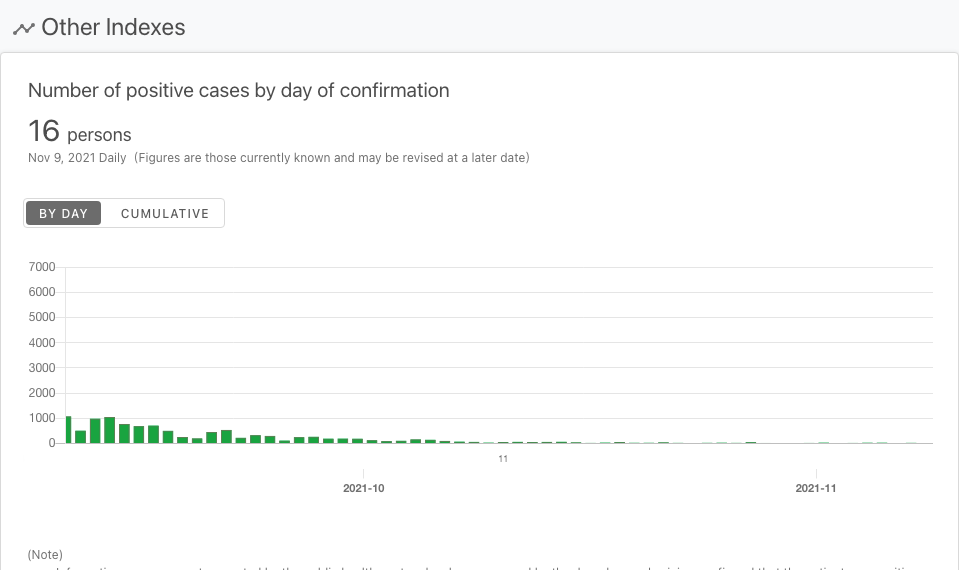 Other Indexes
Number of positive cases by day of confirmation
16 persons
Nov 9, 2021 Daily (Figures are those currently known and may be revised at a later date)
BY DAY CUMULATIVE
7000
6000
5000
4000
3000
2000
1000
0
11
2021-10 2021-11
(Note)